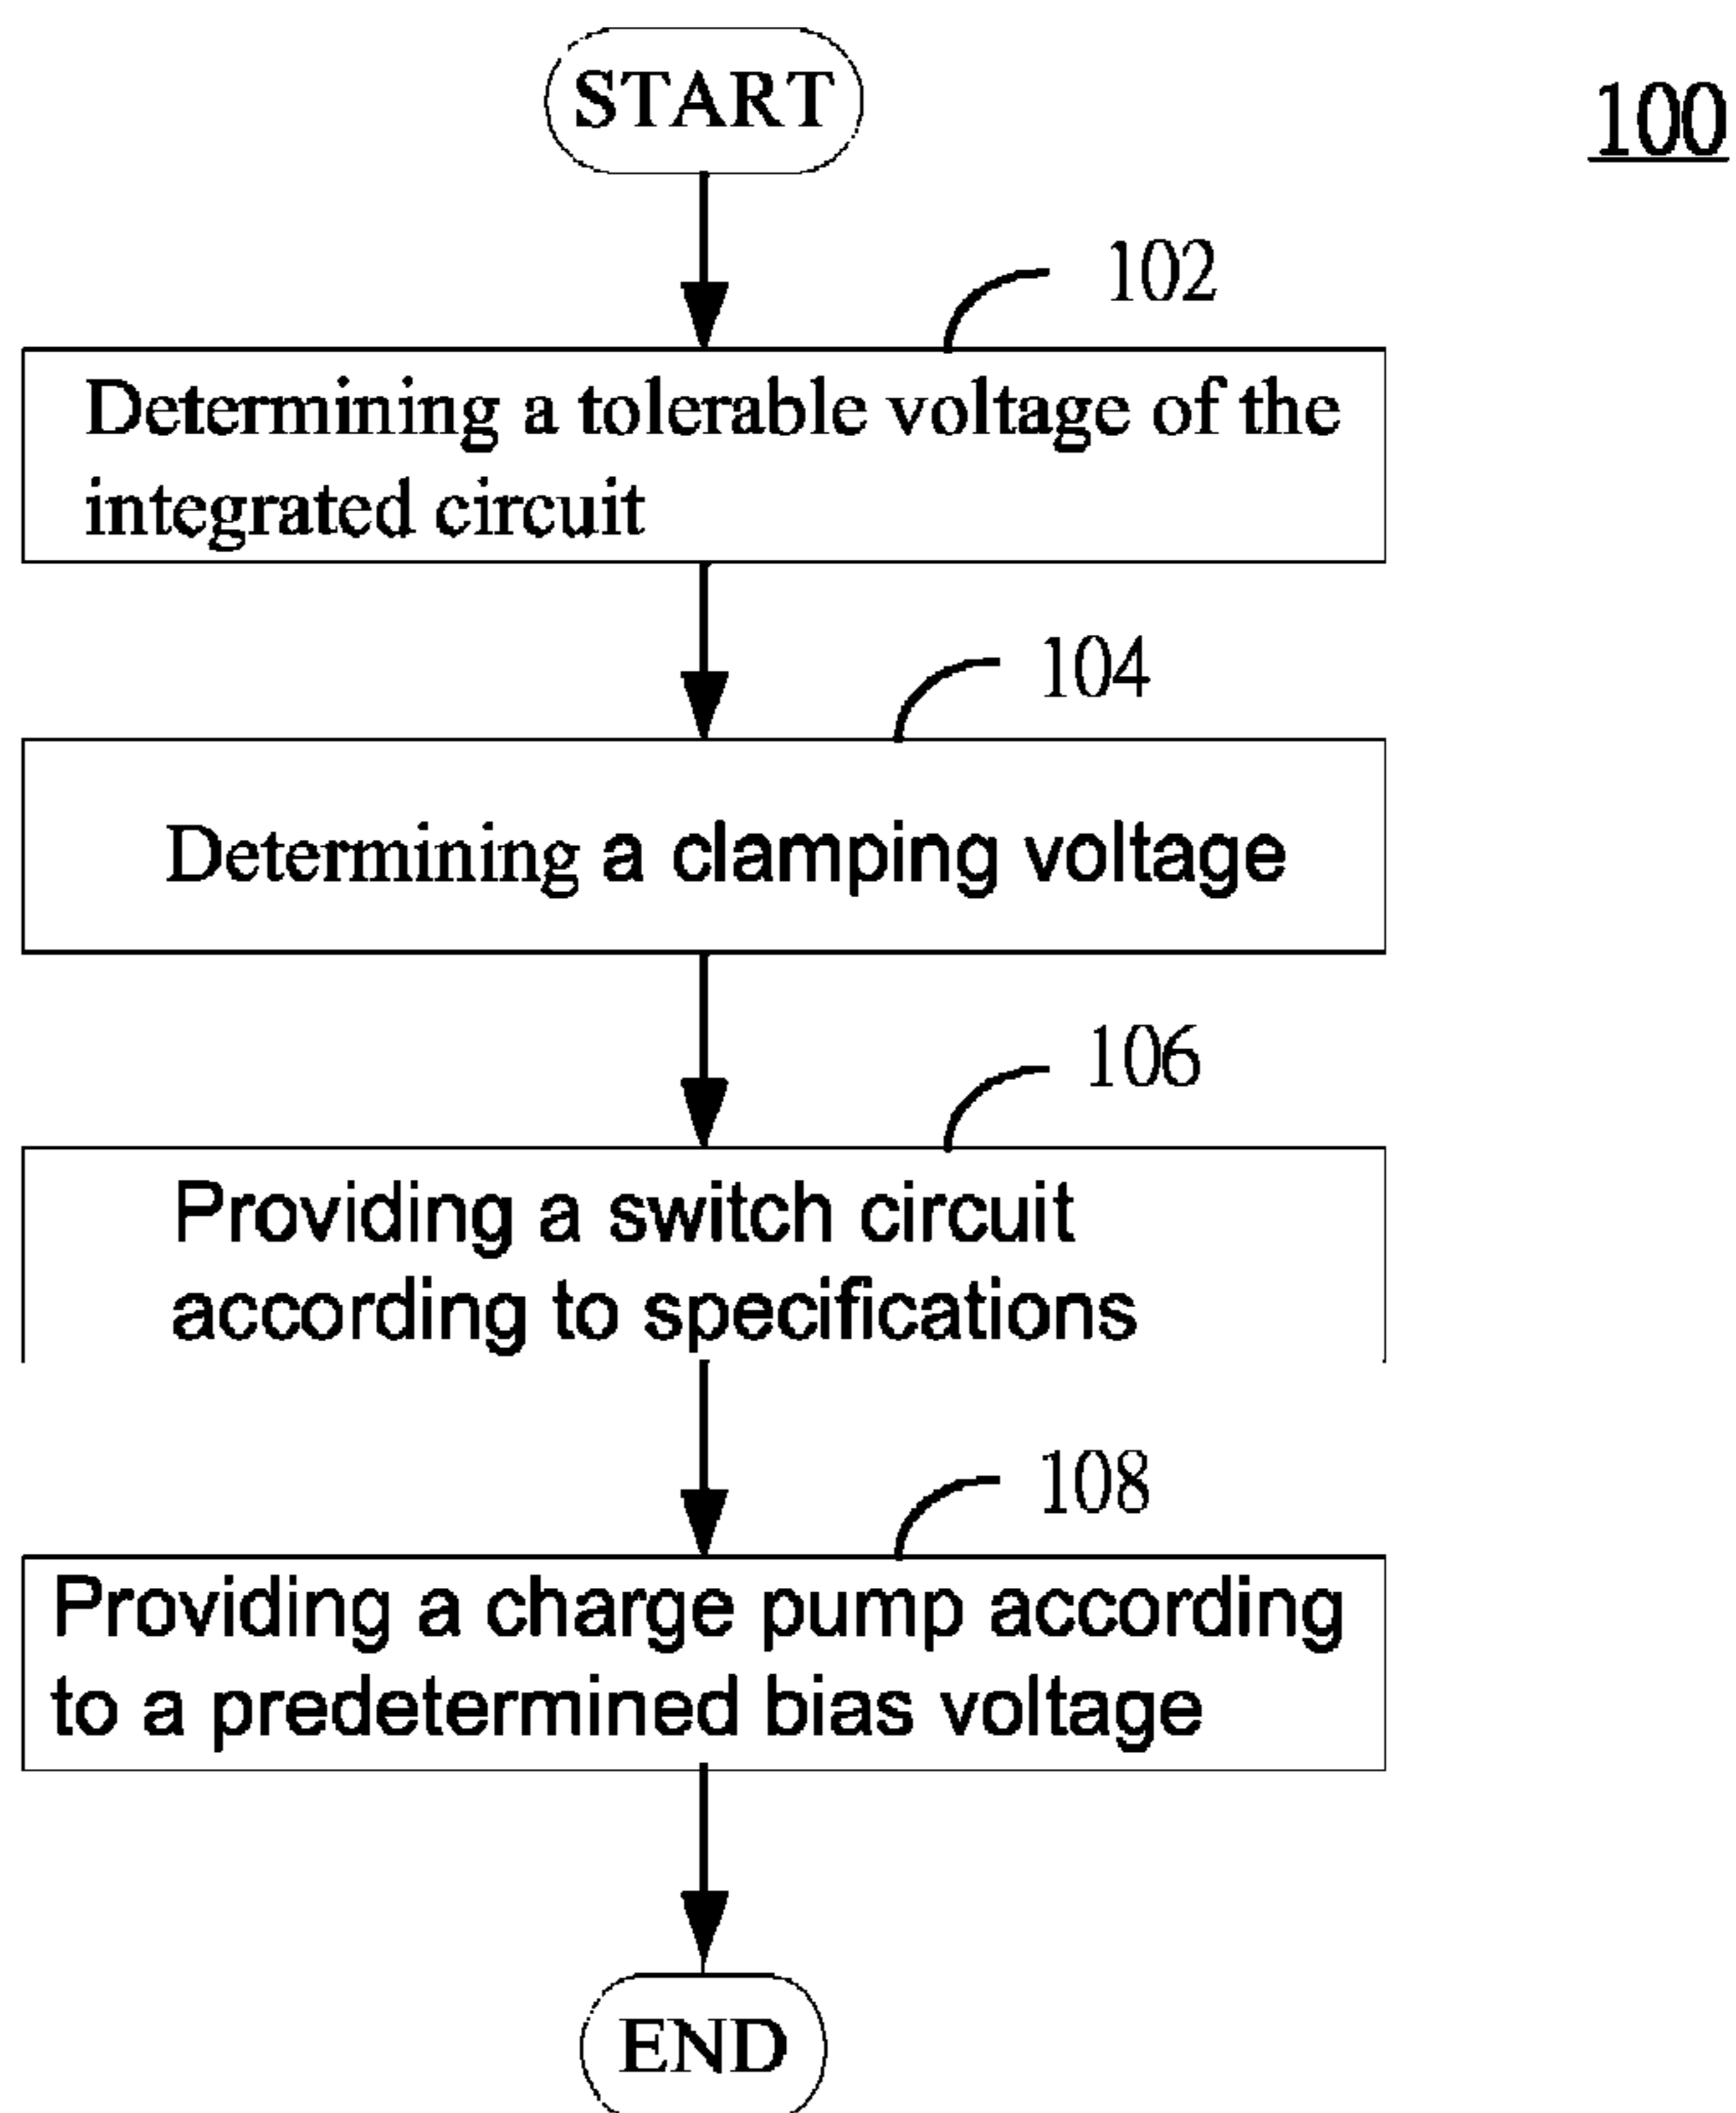 START
100
102
Determining a tolerable voltage of the
integrated circuit
104
Determining a clamping voltage
106
Providing a switch circuit
according to specifications
108
Providing a charge pump according
to a predetermined bias voltage
END